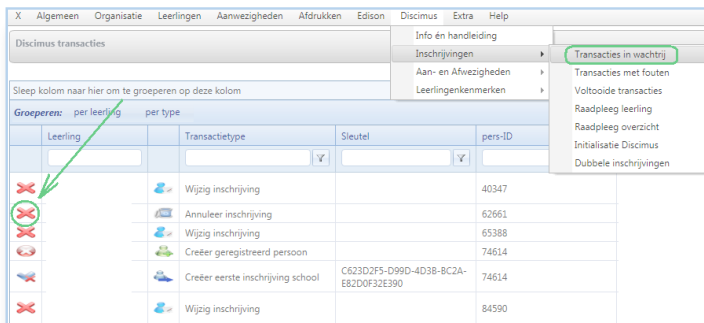 X Algemeen Organisatie Leerlingen Aanwezigheden Afdrukken Edison Discimus Extra Help
Discimus transacties
Info én handleiding
Inschrijvingen
Aan- en Afwezigheden
Leerlingenkenmerken
Transacties in wachtrij
Transacties met fouten
Voltooide transacties
Raadpleeg leerling
Raadpleeg overzicht
Initialisatie Discimus
Dubbele inschrijvingen
Sleep kolom naar hier om te groeperen op deze kolom
Groeperen: per leerling per type
Leerling Transactietype Sleutel pers-ID
Wijzig inschrijving 40347
Annuleer inschrijving 62661
Wijzig inschrijving 65388
Creëer geregistreerd persoon 74614
Creëer eerste inschrijving school C623D2F5-D99D-4D3B-BC2A-
E82D0F32E390 74614
Wijzig inschrijving 84590